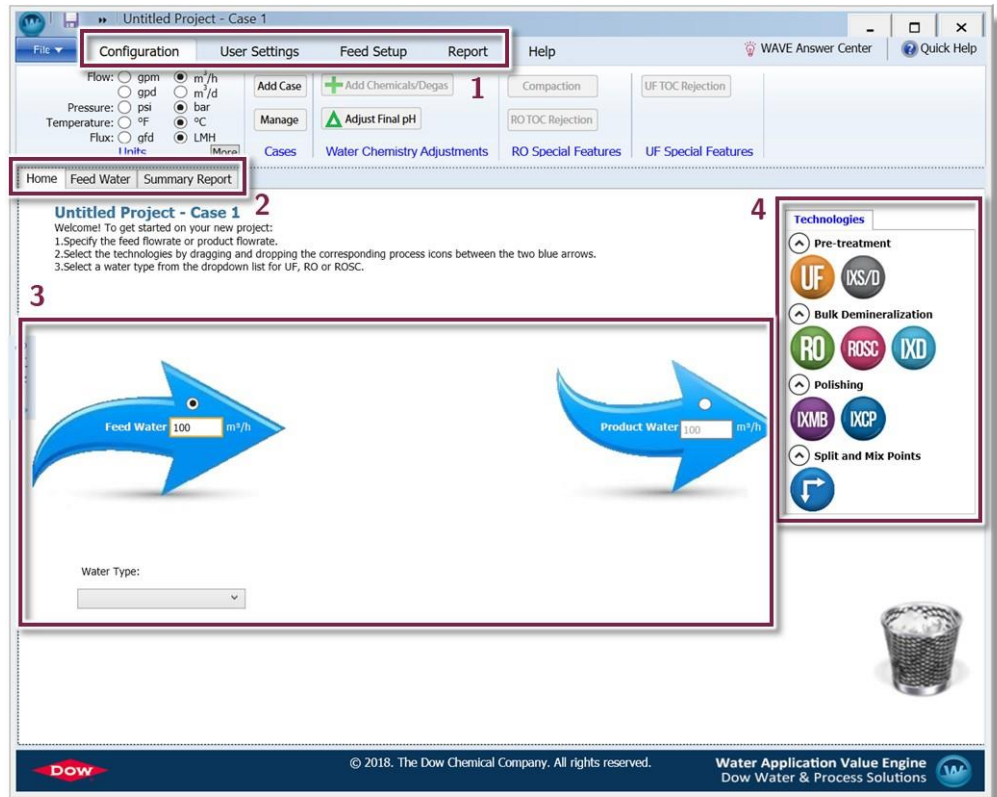 Untitled Project - Case 1
File Configuration User Settings Feed Setup Report Help WAVE Answer Center Quick Help
1
Flow: gpm m³/h
gpd m³/d
Pressure: psi bar
Temperature: °F °C
Flux: gfd LMH
Units More
Add Case
Manage
Cases
Add Chemicals/Degas
Adjust Final pH
Water Chemistry Adjustments
Compaction
RO TOC Rejection
RO Special Features
UF TOC Rejection
UF Special Features
Home Feed Water Summary Report
2
Untitled Project - Case 1
Welcome! To get started on your new project:
1.Specify the feed flowrate or product flowrate.
2.Select the technologies by dragging and dropping the corresponding process icons between the two blue arrows.
3.Select a water type from the dropdown list for UF, RO or ROSC.
3
Feed Water 100 m³/h
Product Water 100 m³/h
Water Type:
4
Technologies
Pre-treatment
UF IXS/D
Bulk Demineralization
RO ROSC IXD
Polishing
IXMB IXCP
Split and Mix Points
DOW
© 2018. The Dow Chemical Company. All rights reserved.
Water Application Value Engine
Dow Water & Process Solutions
W